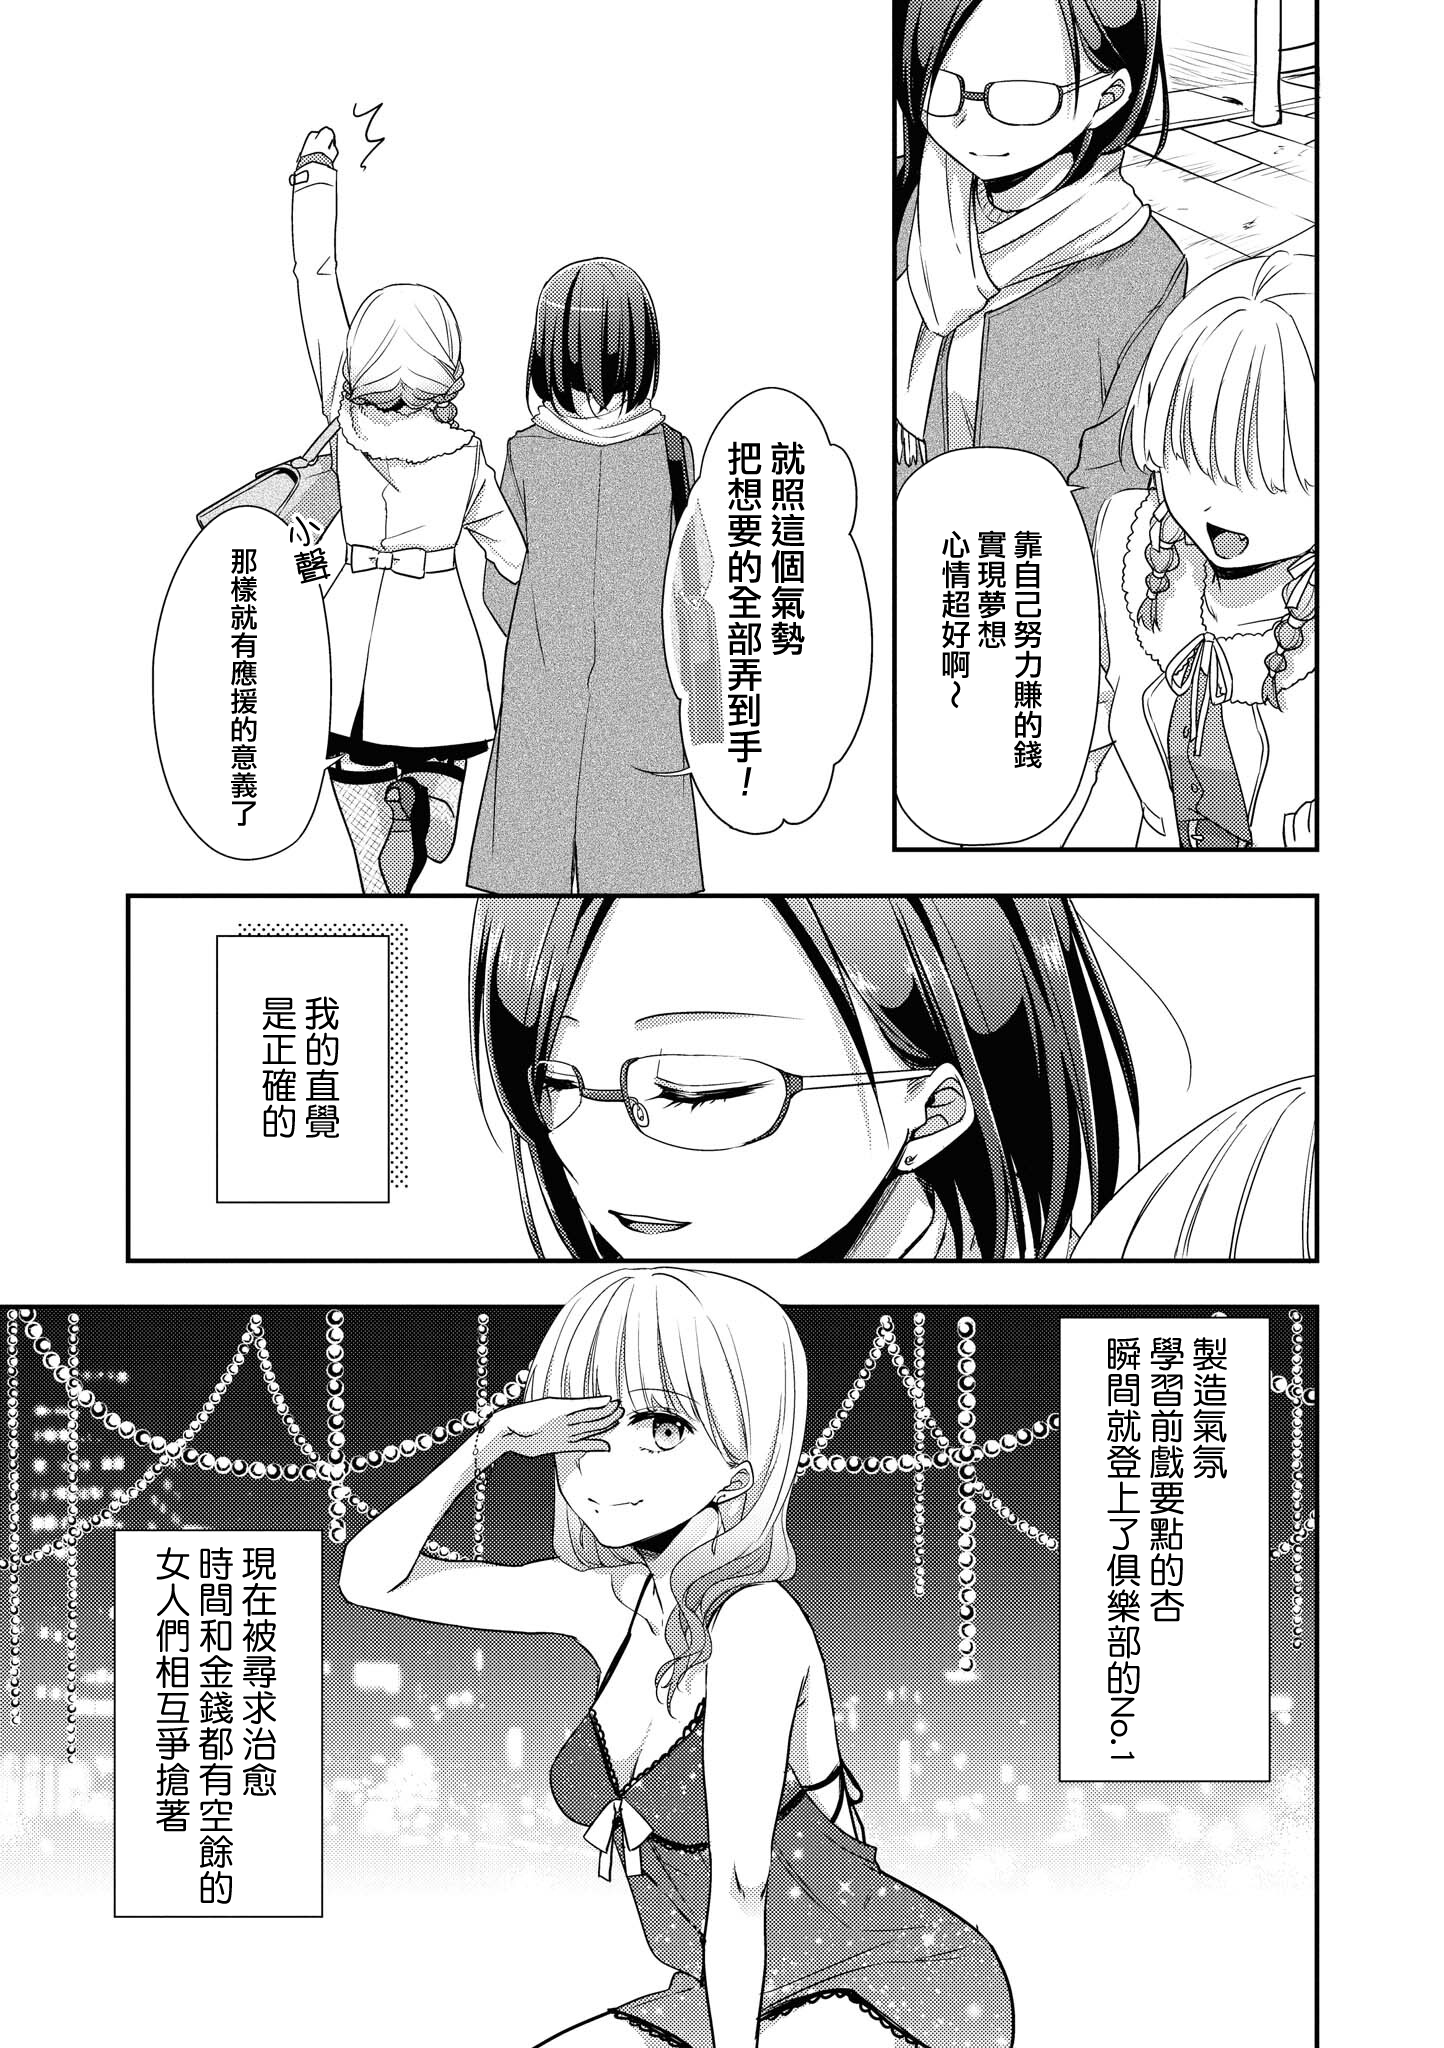 靠自己努力賺的錢
實現夢想
心情超好啊～
就照這個氣勢
把想要的全部弄到手！
小聲
那樣就有應援的意義了
我的直覺
是正確的
製造氣氛
學習前戲要點的杏
瞬間就登上了俱樂部的No.1
現在被尋求治愈
時間和金錢都有空餘的
女人們相互爭搶著